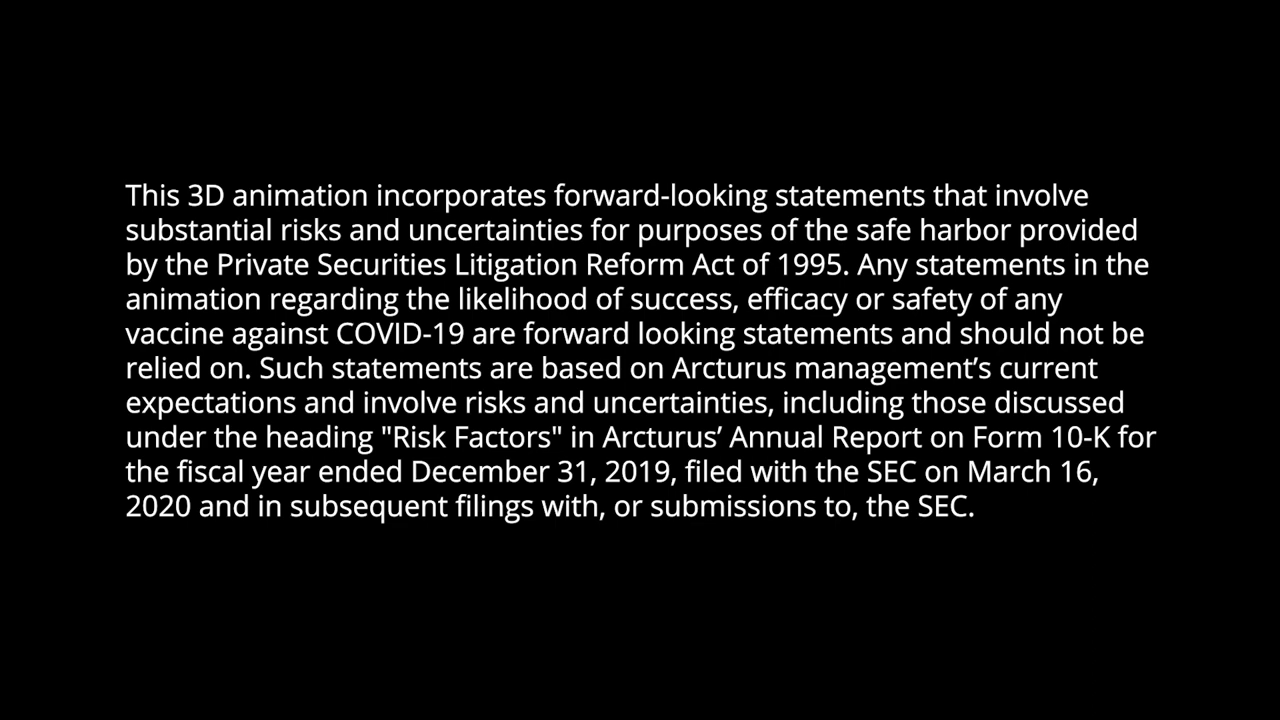 This 3D animation incorporates forward-looking statements that involve
substantial risks and uncertainties for purposes of the safe harbor provided
by the Private Securities Litigation Reform Act of 1995. Any statements in the
animation regarding the likelihood of success, efficacy or safety of any
vaccine against COVID-19 are forward looking statements and should not be
relied on. Such statements are based on Arcturus management’s current
expectations and involve risks and uncertainties, including those discussed
under the heading "Risk Factors" in Arcturus’ Annual Report on Form 10-K for
the fiscal year ended December 31, 2019, filed with the SEC on March 16,
2020 and in subsequent filings with, or submissions to, the SEC.